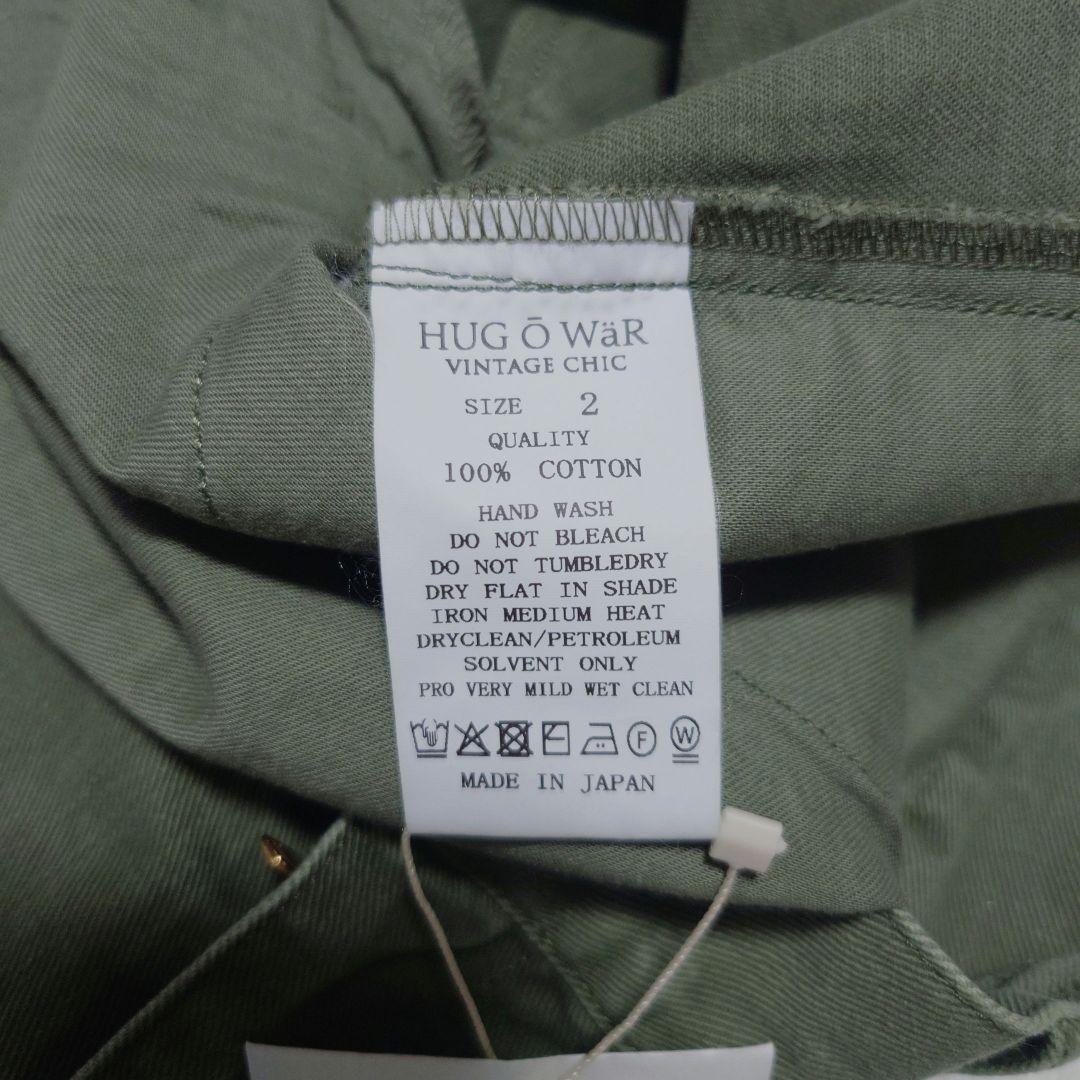 HUG Ō WäR
VINTAGE CHIC
SIZE 2
QUALITY
100% COTTON
HAND WASH
DO NOT BLEACH
DO NOT TUMBLEDRY
DRY FLAT IN SHADE
IRON MEDIUM HEAT
DRYCLEAN/PETROLEUM
SOLVENT ONLY
PRO VERY MILD WET CLEAN
F W
MADE IN JAPAN